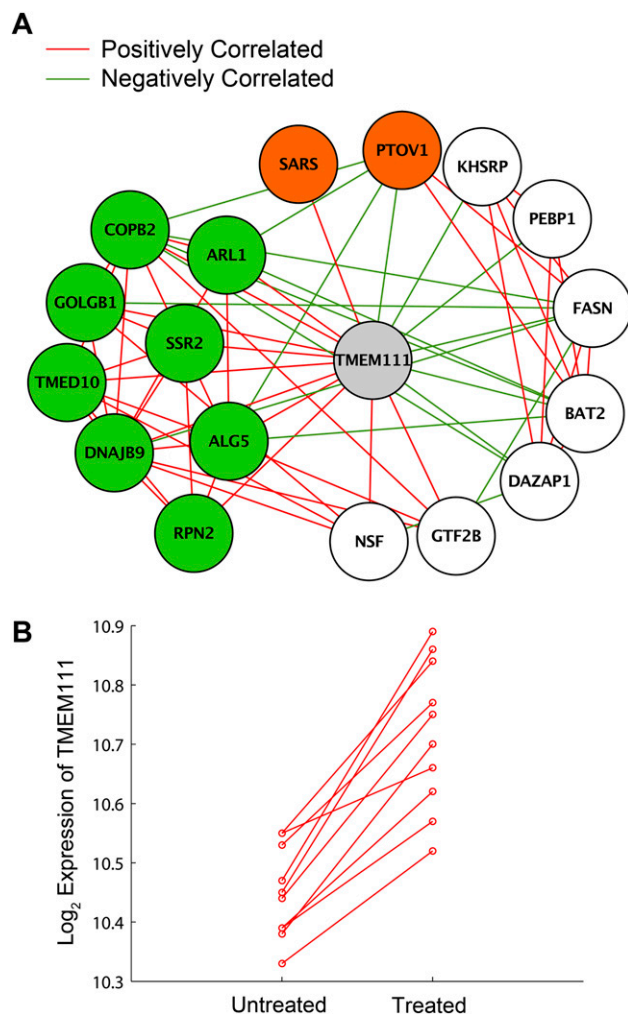 A
Positively Correlated
Negatively Correlated
SARS
PTOV1
KHSRP
PEBP1
COPB2
ARL1
GOLGB1
FASN
SSR2
TMEM111
TMED10
BAT2
DNAJB9
ALG5
DAZAP1
RPN2
NSF
GTF2B
B
10.9
10.8
10.7
10.6
10.5
10.4
10.3
Log2 Expression of TMEM111
Untreated
Treated